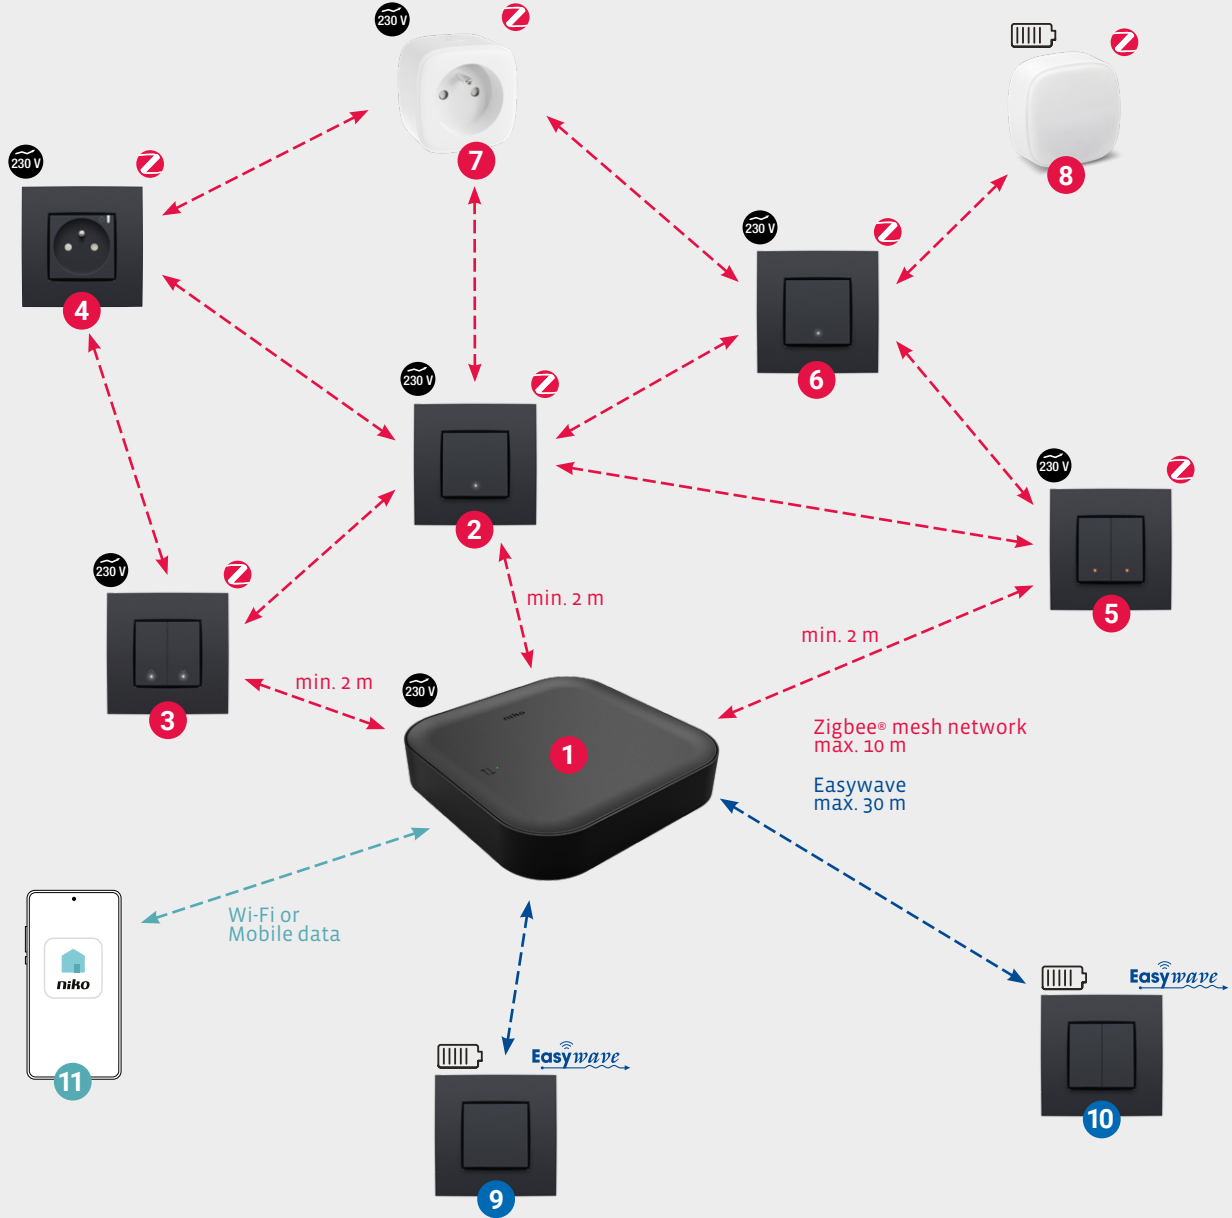 230 V
7
8
230 V
4
230 V
6
230 V
2
230 V
5
230 V
3
min. 2 m
min. 2 m
min. 2 m
230 V
niko
1
Zigbee® mesh network
max. 10 m
Easywave
max. 30 m
Wi-Fi or
Mobile data
niko
11
Easywave
9
Easywave
10